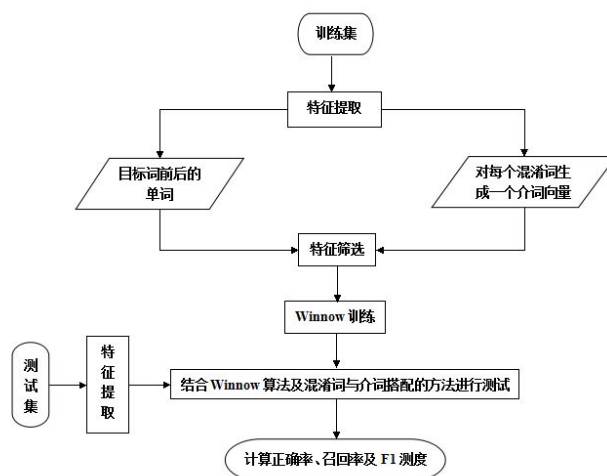 训练集
特征提取
目标词前后的
单词
对每个混淆词生
成一个介词向量
特征筛选
Winnow 训练
测
试
集
特
征
提
取
结合 Winnow 算法及混淆词与介词搭配的方法进行测试
计算正确率、召回率及 F1 测度